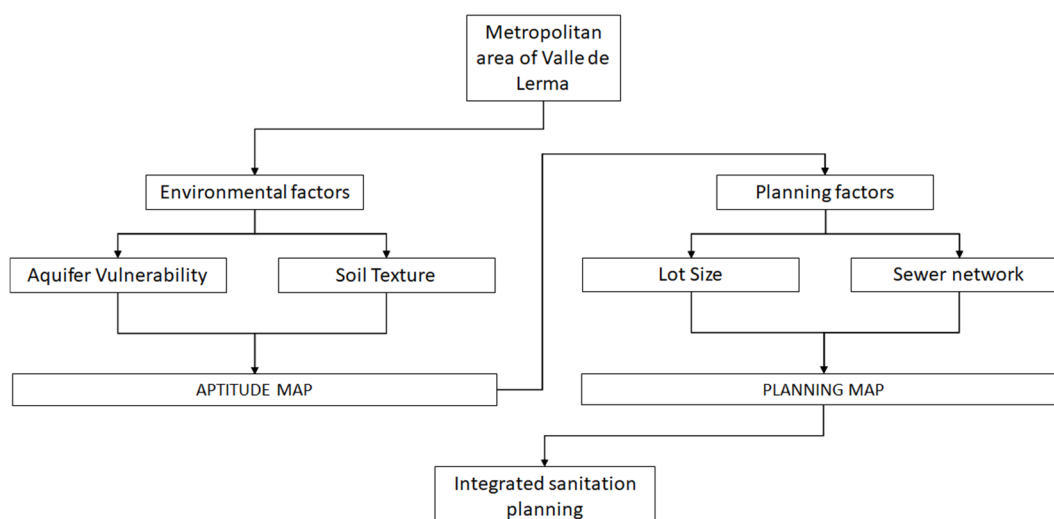 Metropolitan
area of Valle de
Lerma
Environmental factors
Planning factors
Aquifer Vulnerability
Soil Texture
Lot Size
Sewer network
APTITUDE MAP
PLANNING MAP
Integrated sanitation
planning